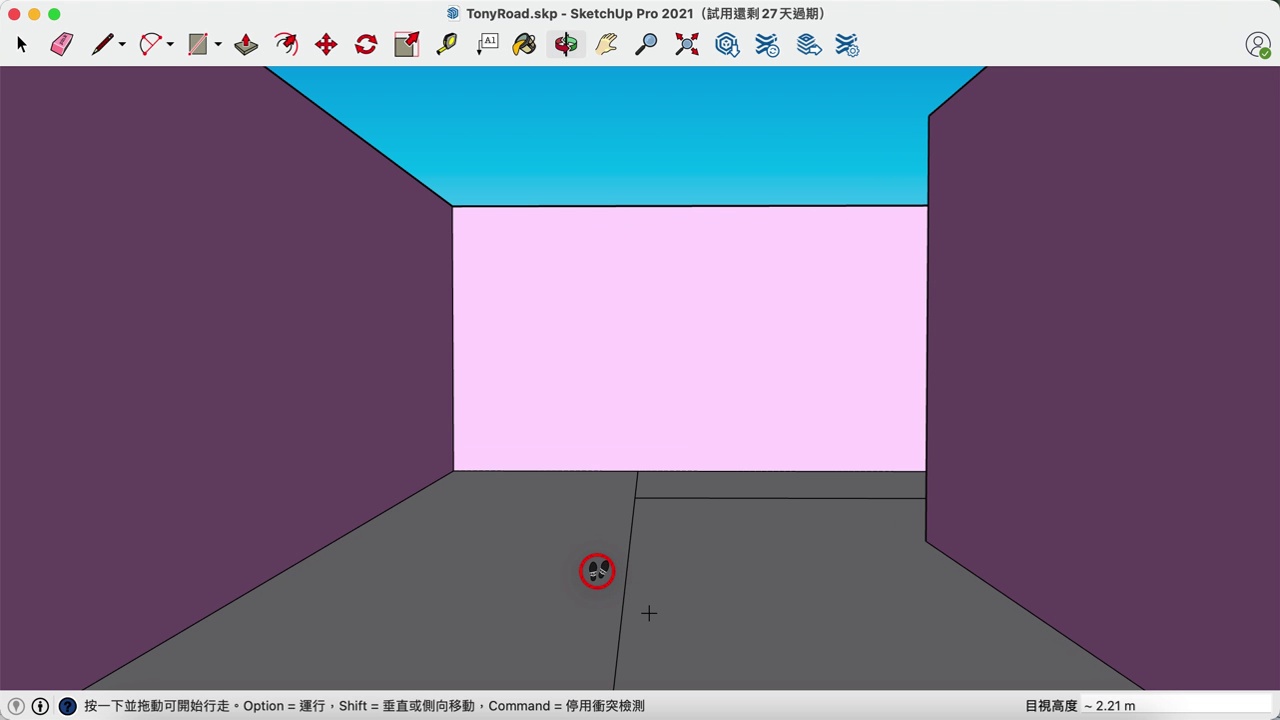 TonyRoad.skp - SketchUp Pro 2021（試用還剩 27 天過期）
A1
按一下並拖動可開始行走。Option = 運行，Shift = 垂直或側向移動，Command = 停用衝突檢測
目視高度 ~ 2.21 m